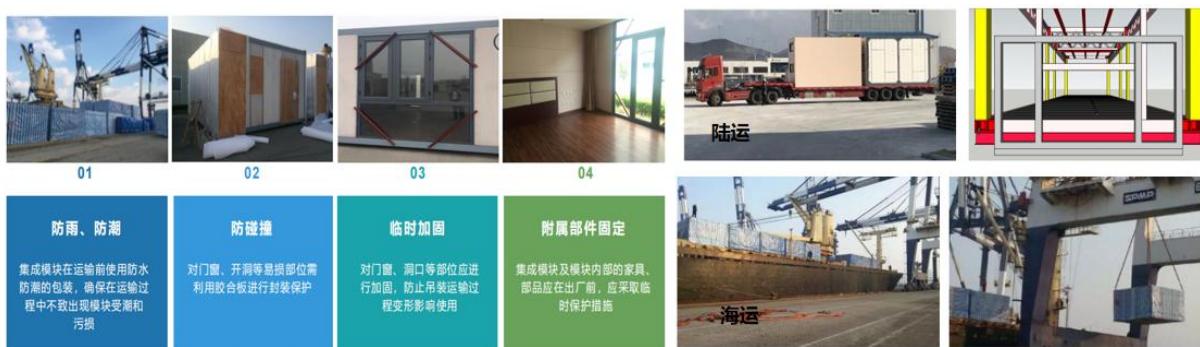 01
防雨、防潮
集成模块在运输前使用防水
防潮的包装，确保在运输过
程中不致出现模块受潮和
污损
02
防碰撞
对门窗、开洞等易损部位需
利用胶合板进行封装保护
03
临时加固
对门窗、洞口等部位应进
行加固，防止吊装运输过
程变形影响使用
04
附属部件固定
集成模块及模块内部的家具、
部品应在出厂前，应采取临
时保护措施
陆运
海运